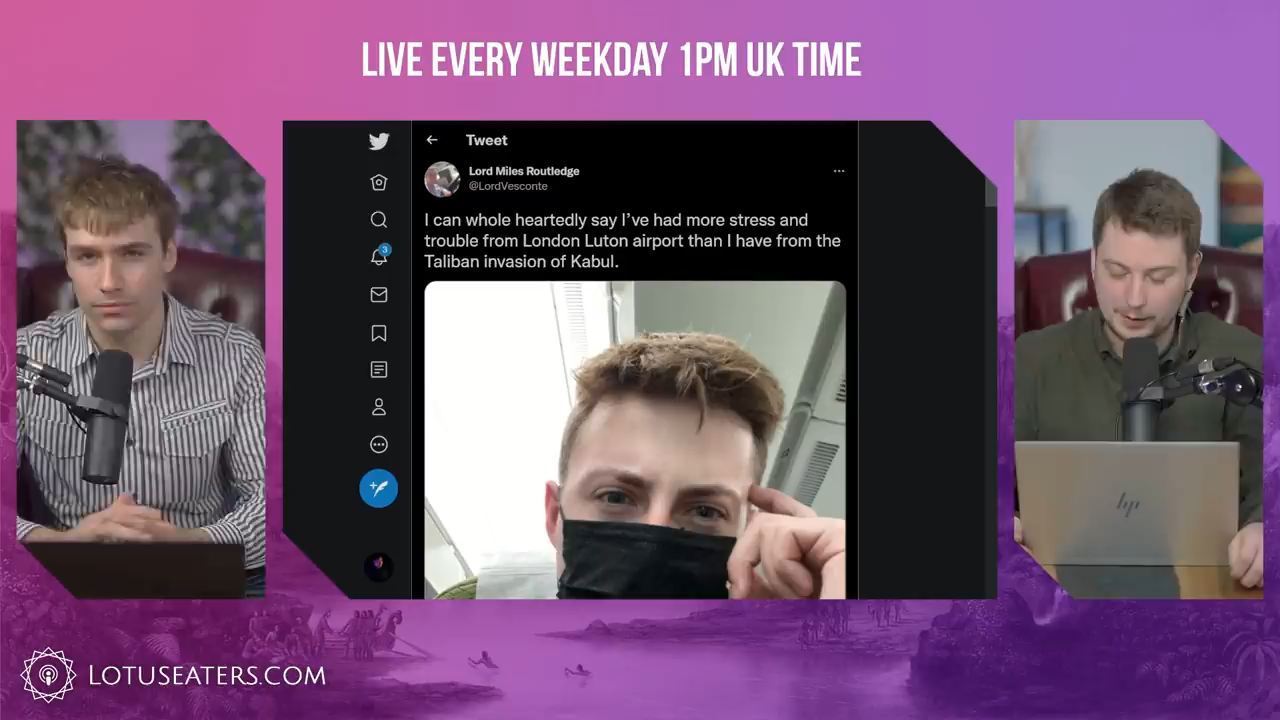 LIVE EVERY WEEKDAY 1PM UK TIME
Tweet
Lord Miles Routledge
@LordVesconte
I can whole heartedly say I've had more stress and
trouble from London Luton airport than I have from the
Taliban invasion of Kabul.
3
hp
LOTUSEATERS.COM